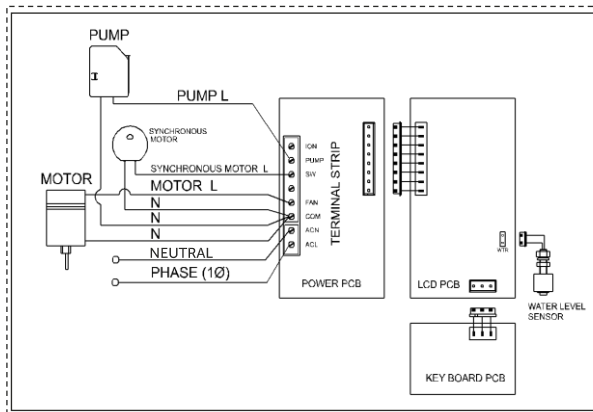 PUMP
PUMP L
SYNCHRONOUS
MOTOR
SYNCHRONOUS MOTOR L
MOTOR
MOTOR L
N
N
N
NEUTRAL
PHASE (1Ø)
ION
PUMP
SW
FAN
COM
ACN
ACL
TERMINAL STRIP
POWER PCB
WTR
LCD PCB
WATER LEVEL
SENSOR
KEY BOARD PCB